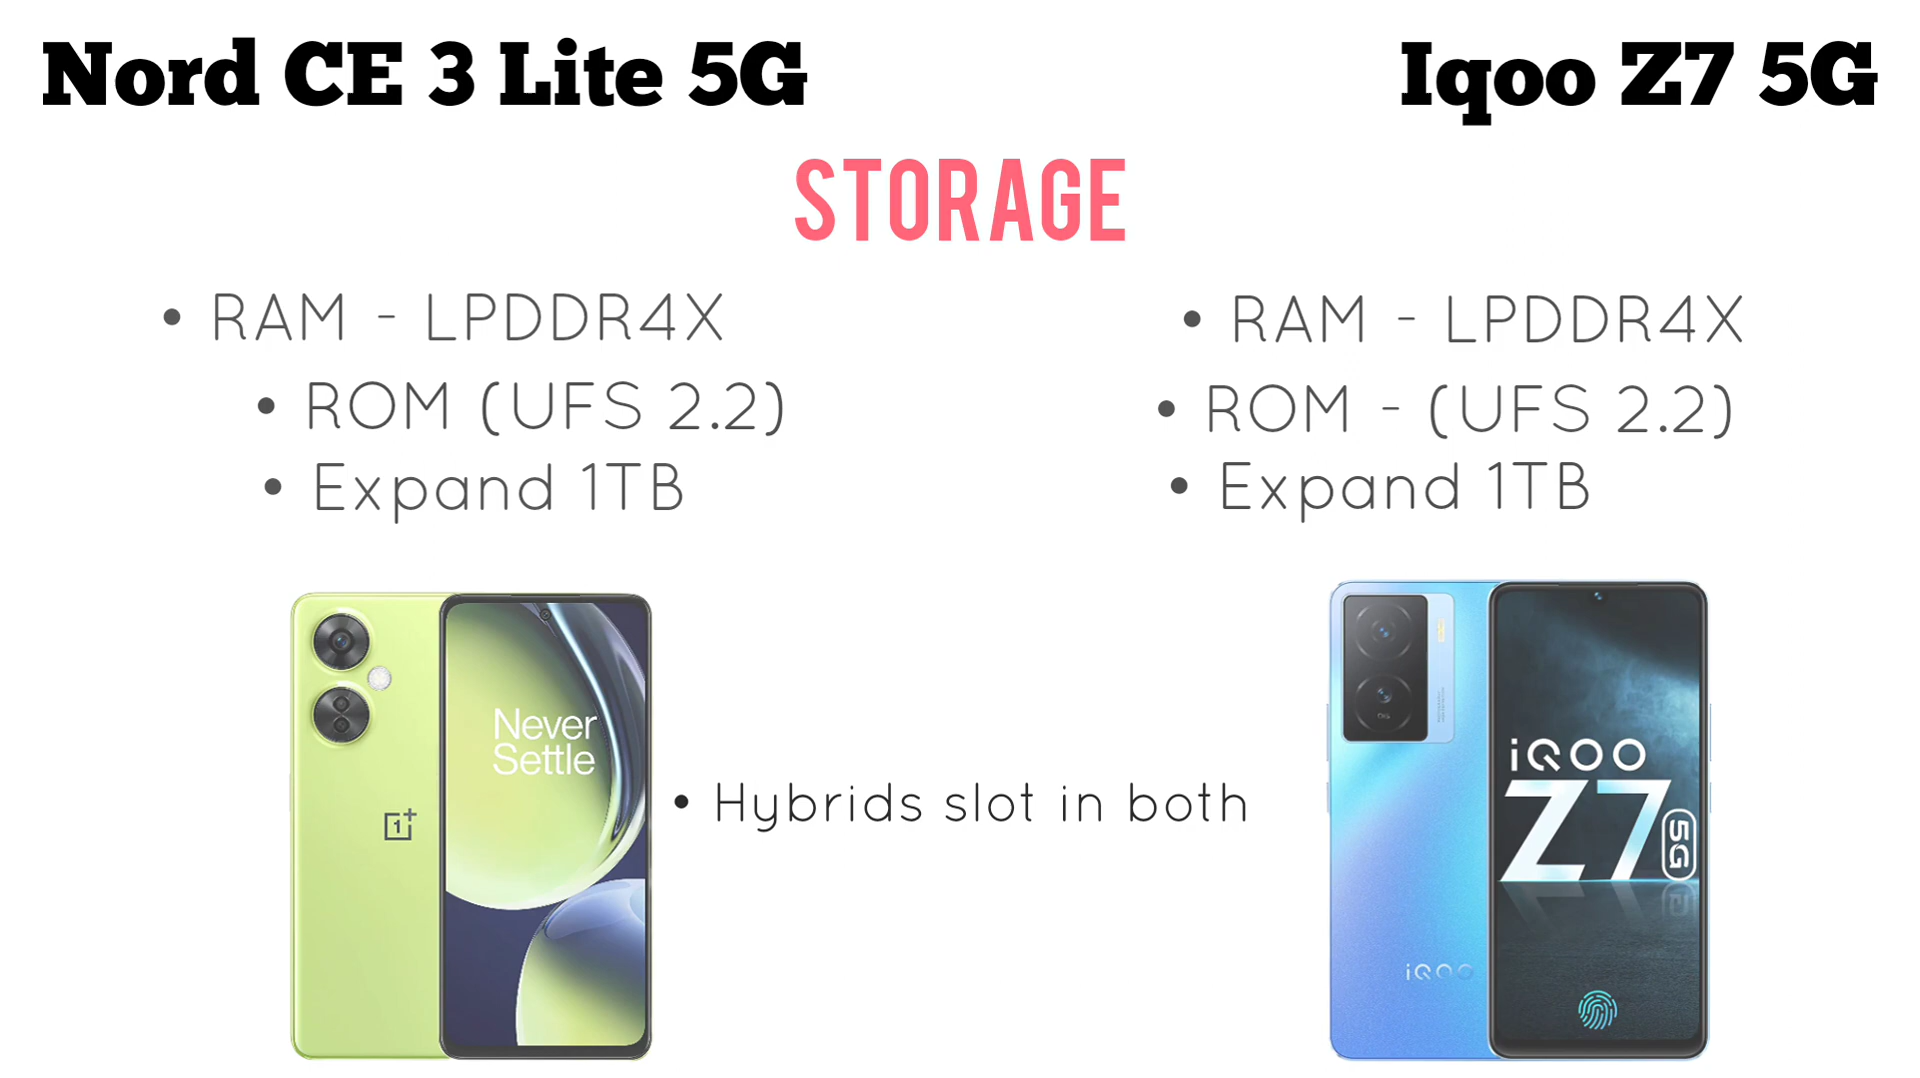 Nord CE 3 Lite 5G
Iqoo Z7 5G
STORAGE
• RAM - LPDDR4X
• ROM (UFS 2.2)
• Expand 1TB
• RAM - LPDDR4X
• ROM - (UFS 2.2)
• Expand 1TB
Never
Settle
1+
• Hybrids slot in both
iQOO
Z7
5G
iQOO